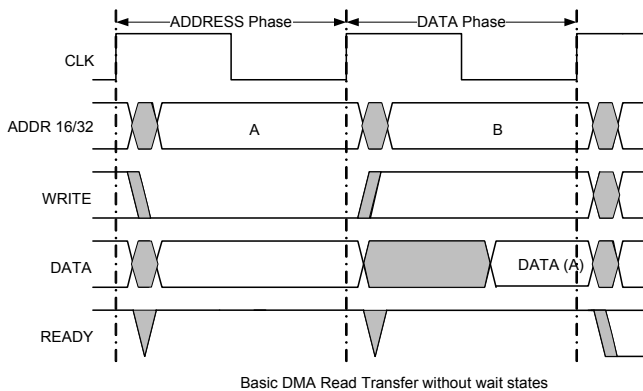 ADDRESS Phase DATA Phase
CLK
ADDR 16/32 A B
WRITE
DATA DATA (A)
READY
Basic DMA Read Transfer without wait states